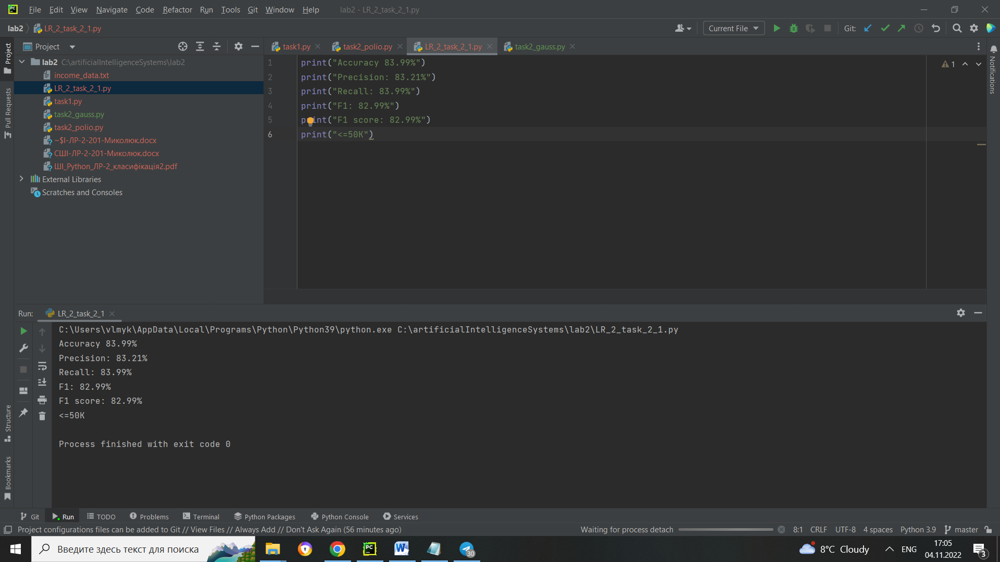 File Edit View Navigate Code Refactor Run Tools Git Window Help lab2 - LR_2_task_2_1.py
lab2 LR_2_task_2_1.py Current File Git:
Project
task1.py task2_polio.py LR_2_task_2_1.py task2_gauss.py
lab2 C:\artificialIntelligenceSystems\lab2
income_data.txt
LR_2_task_2_1.py
task1.py
task2_gauss.py
task2_polio.py
~$І-ЛР-2-201-Миколюк.docx
СШІ-ЛР-2-201-Миколюк.docx
ШІ_Python_ЛР-2_класифікація2.pdf
External Libraries
Scratches and Consoles
1 print("Accuracy 83.99%")
2 print("Precision: 83.21%")
3 print("Recall: 83.99%")
4 print("F1: 82.99%")
5 print("F1 score: 82.99%")
6 print("<=50K")
1
Project
Pull Requests
Structure
Bookmarks
Notifications
Run: LR_2_task_2_1
C:\Users\vlmyk\AppData\Local\Programs\Python\Python39\python.exe C:\artificialIntelligenceSystems\lab2\LR_2_task_2_1.py
Accuracy 83.99%
Precision: 83.21%
Recall: 83.99%
F1: 82.99%
F1 score: 82.99%
<=50K
Process finished with exit code 0
Git Run TODO Problems Terminal Python Packages Python Console Services
Project configurations files can be added to Git // View Files // Always Add // Don't Ask Again (56 minutes ago) Waiting for process detach 8:1 CRLF UTF-8 4 spaces Python 3.9 master
Введите здесь текст для поиска
PC
30
8°C Cloudy ENG
17:05
04.11.2022
3